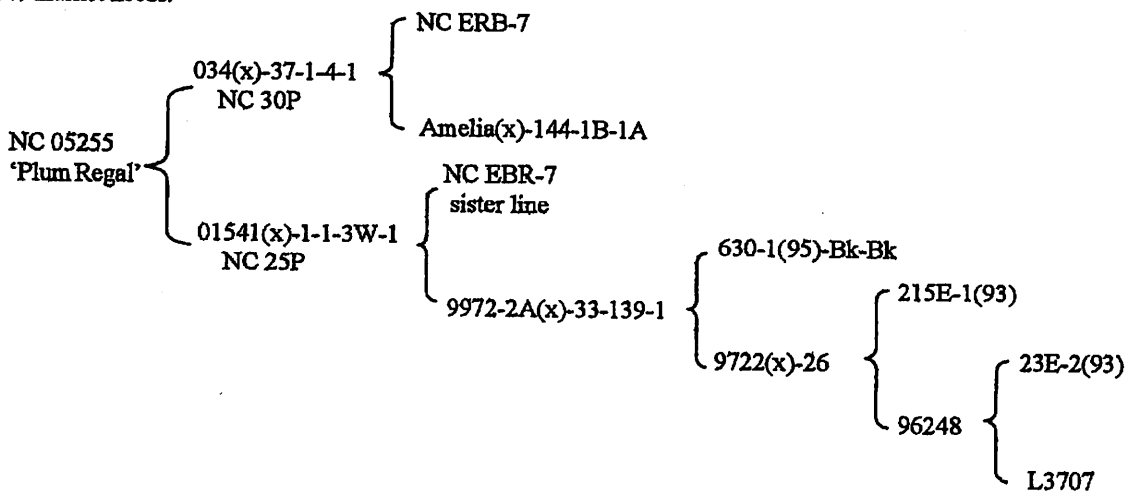 NC ERB-7
034(x)-37-1-4-1
NC 30P
Amelia(x)-144-1B-1A
NC 05255
'Plum Regal'
NC EBR-7
sister line
01541(x)-1-1-3W-1
NC 25P
630-1(95)-Bk-Bk
9972-2A(x)-33-139-1
215E-1(93)
9722(x)-26
23E-2(93)
96248
L3707